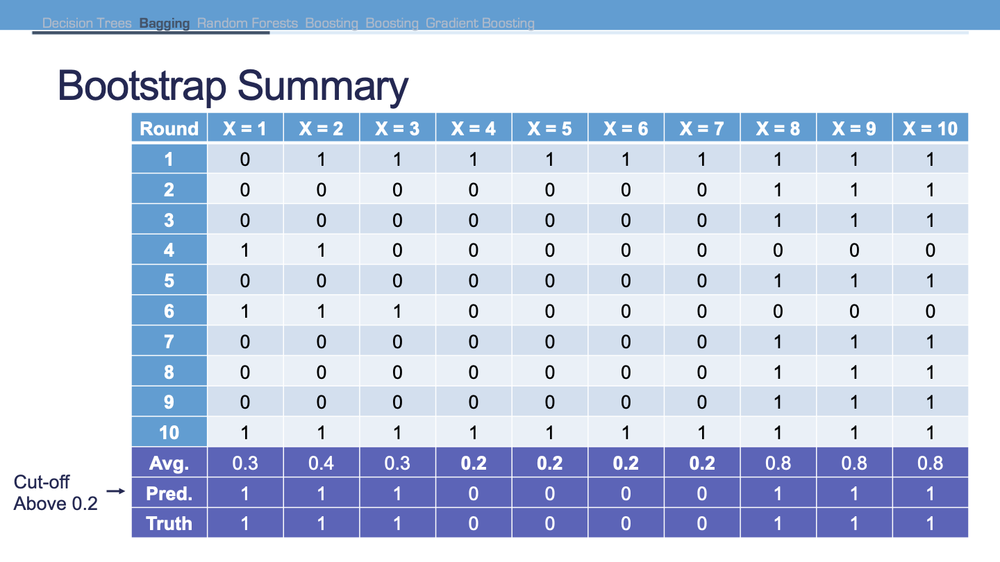 Decision Trees Bagging Random Forests Boosting Boosting Gradient Boosting
Bootstrap Summary
Round X = 1 X = 2 X = 3 X = 4 X = 5 X = 6 X = 7 X = 8 X = 9 X = 10
1 0 1 1 1 1 1 1 1 1 1
2 0 0 0 0 0 0 0 1 1 1
3 0 0 0 0 0 0 0 1 1 1
4 1 1 0 0 0 0 0 0 0 0
5 0 0 0 0 0 0 0 1 1 1
6 1 1 1 0 0 0 0 0 0 0
7 0 0 0 0 0 0 0 1 1 1
8 0 0 0 0 0 0 0 1 1 1
9 0 0 0 0 0 0 0 1 1 1
10 1 1 1 1 1 1 1 1 1 1
Avg. 0.3 0.4 0.3 0.2 0.2 0.2 0.2 0.8 0.8 0.8
Cut-off
Above 0.2 →
Pred. 1 1 1 0 0 0 0 1 1 1
Truth 1 1 1 0 0 0 0 1 1 1